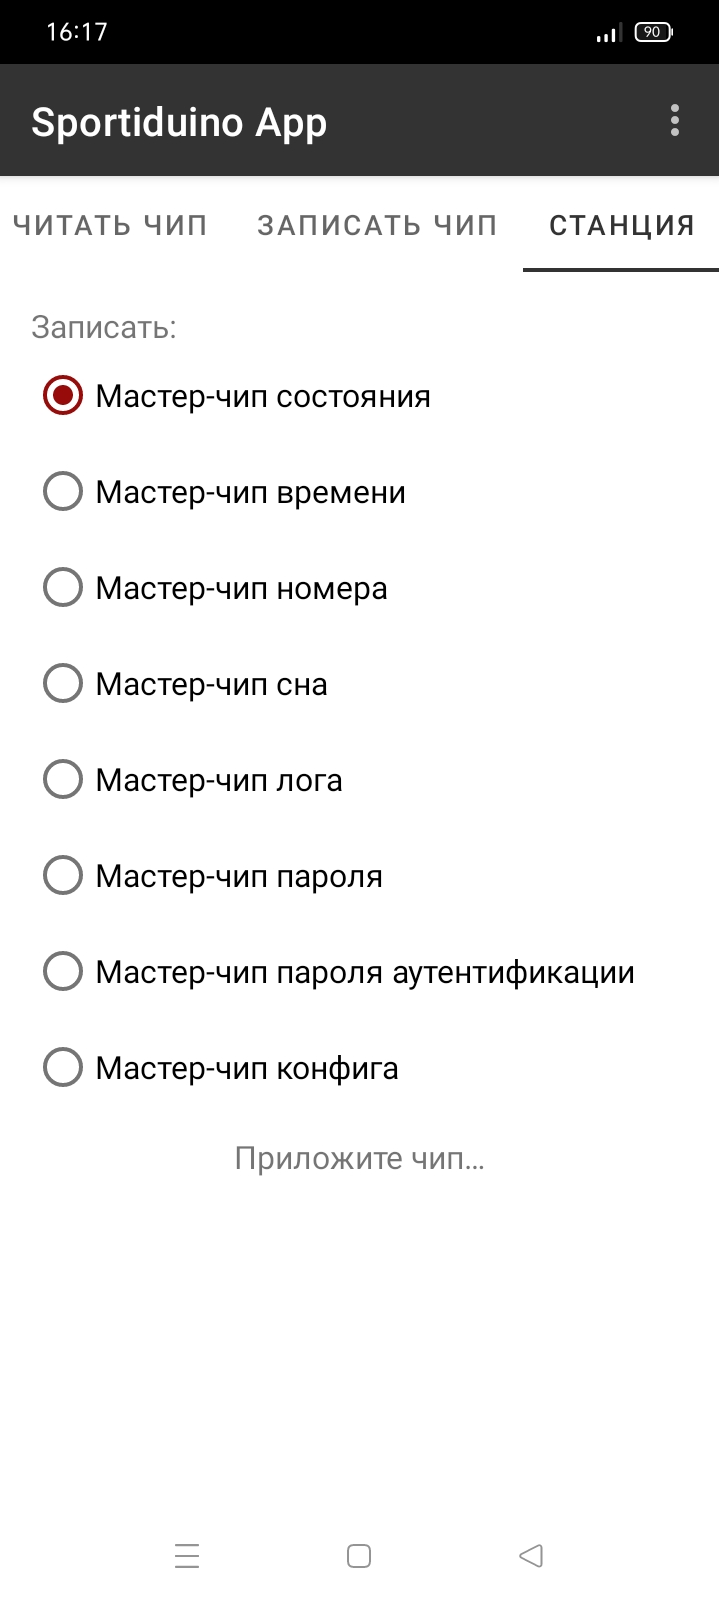 16:17
90
Sportiduino App
ЧИТАТЬ ЧИП ЗАПИСАТЬ ЧИП СТАНЦИЯ
Записать:
Мастер-чип состояния
Мастер-чип времени
Мастер-чип номера
Мастер-чип сна
Мастер-чип лога
Мастер-чип пароля
Мастер-чип пароля аутентификации
Мастер-чип конфига
Приложите чип...